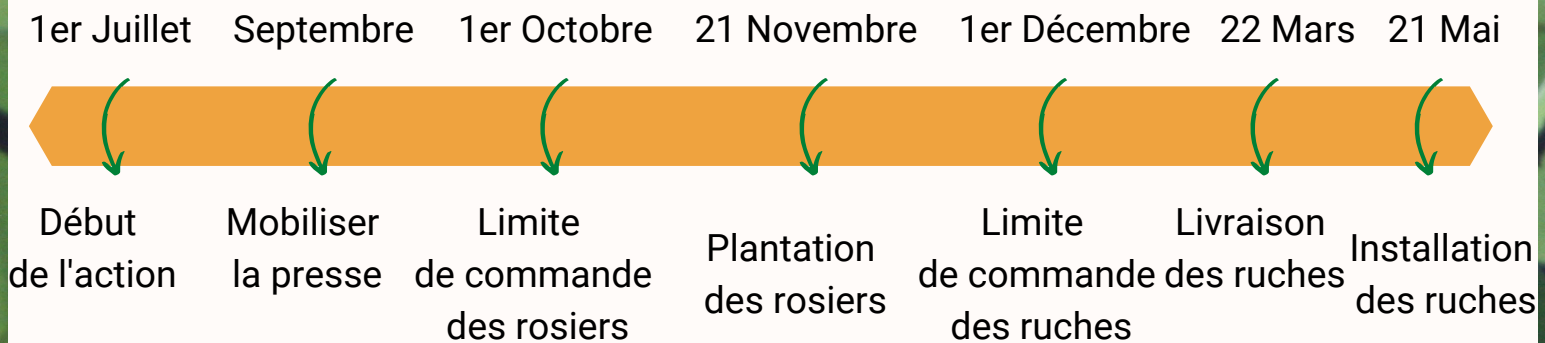 1er Juillet Septembre 1er Octobre 21 Novembre 1er Décembre 22 Mars 21 Mai
Début
de l'action
Mobiliser
la presse
Limite
de commande
des rosiers
Plantation
des rosiers
Limite
de commande
des ruches
Livraison
des ruches
Installation
des ruches